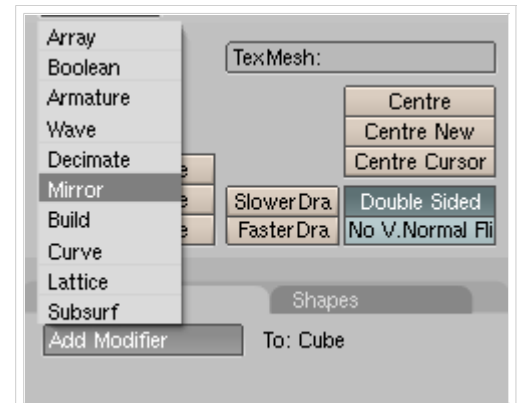 Array
Boolean
Armature
Wave
Decimate
Mirror
Build
Curve
Lattice
Subsurf
Add Modifier
To: Cube
TexMesh:
Centre
Centre New
Centre Cursor
SlowerDra
FasterDra
Double Sided
No V.Normal Fli
Shapes